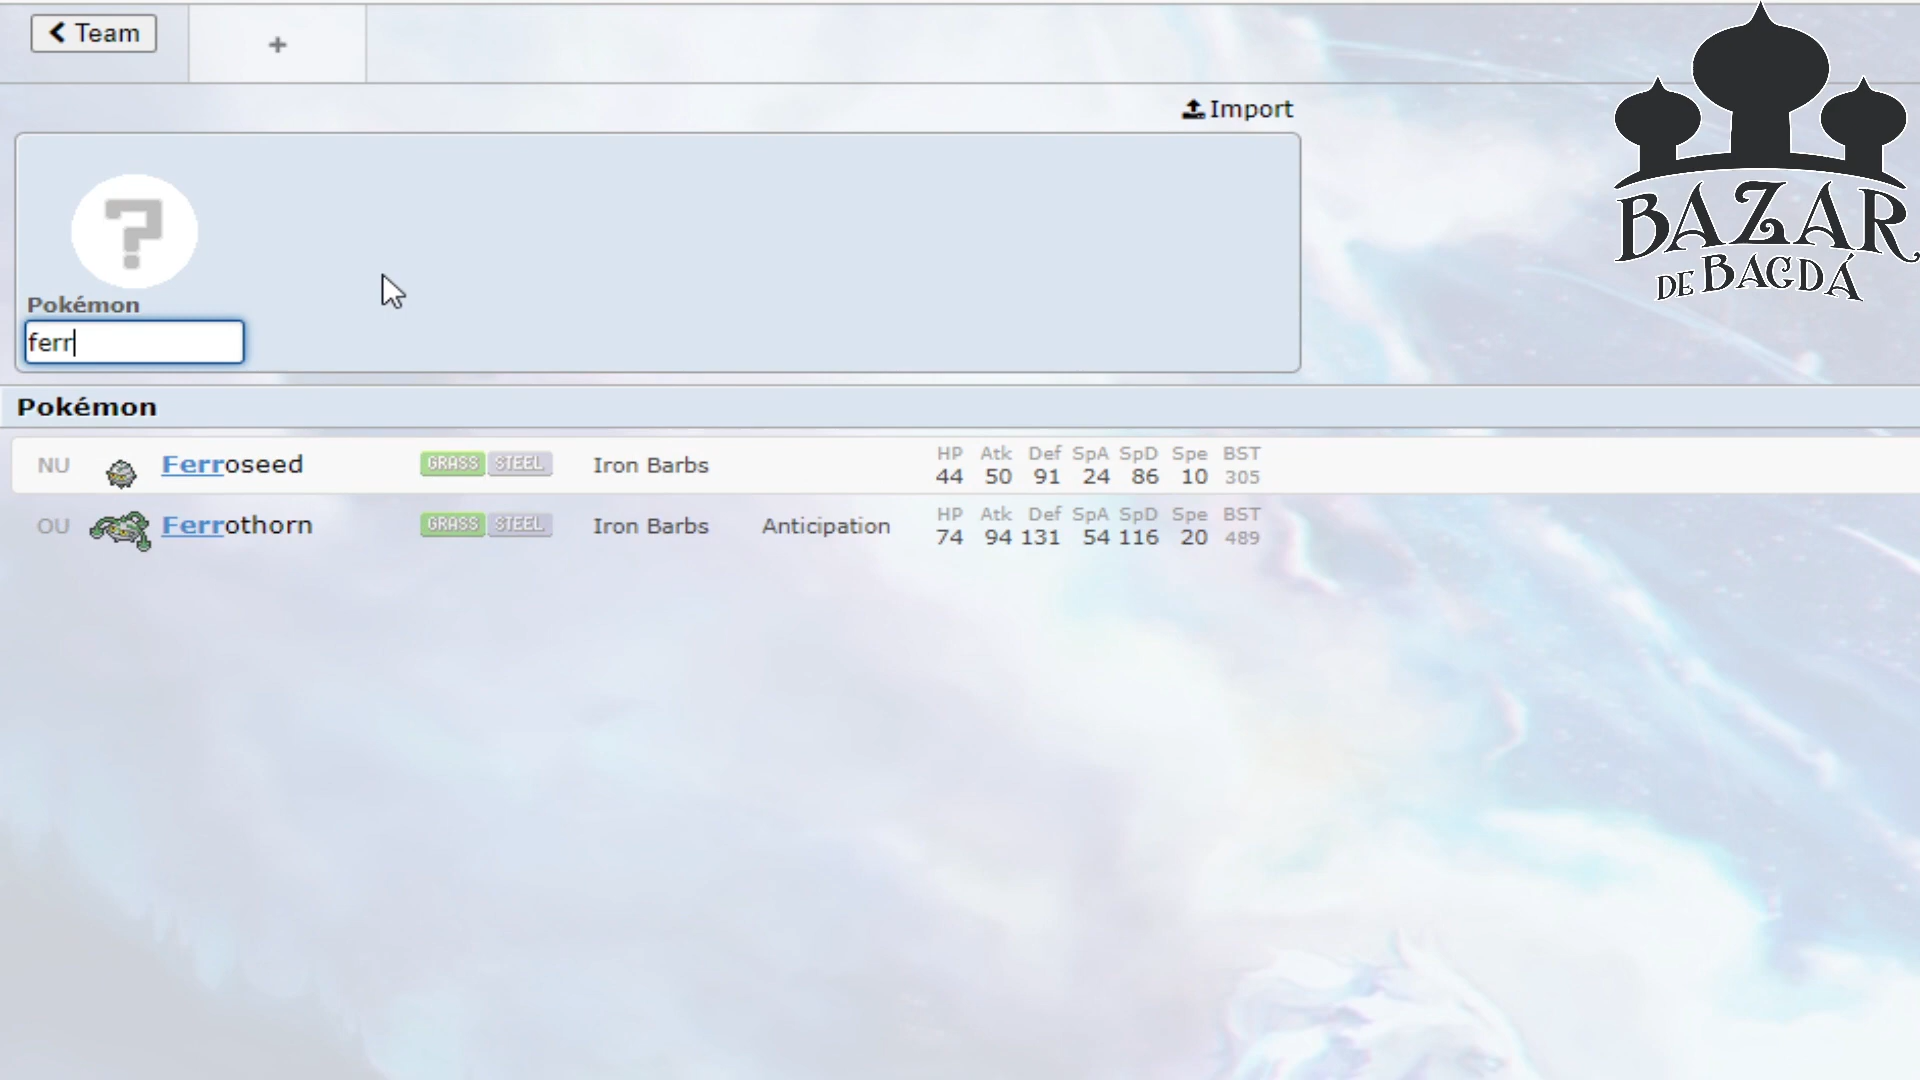 Team
+
Import
BAZAR
DE BAGDÁ
?
Pokémon
ferr
Pokémon
NU Ferroseed GRASS STEEL Iron Barbs HP 44 Atk 50 Def 91 SpA 24 SpD 86 Spe 10 BST 305
OU Ferrothorn GRASS STEEL Iron Barbs Anticipation HP 74 Atk 94 Def 131 SpA 54 SpD 116 Spe 20 BST 489